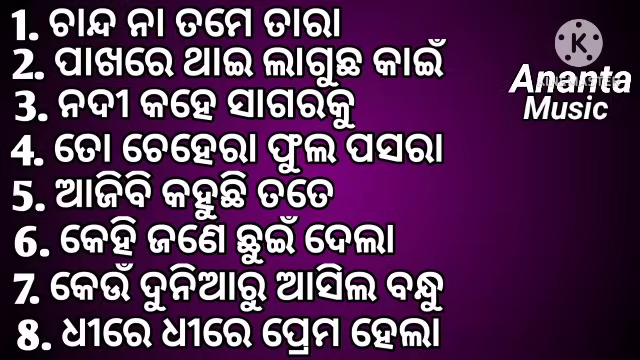 1. ଚାନ୍ଦ ନା ତମେ ତାରା
2. ପାଖରେ ଥାଇ ଲାଗୁଛ କାଇଁ
3. ନଦୀ କହେ ସାଗରକୁ
4. ତୋ ଚେହେରା ଫୁଲ ପସରା
5. ଆଜିବି କହୁଛି ତତେ
6. କେହି ଜଣେ ଛୁଇଁ ଦେଲା
7. କେଉଁ ଦୁନିଆରୁ ଆସିଲ ବନ୍ଧୁ
8. ଧୀରେ ଧୀରେ ପ୍ରେମ ହେଲା
K
KINEMASTER
Ananta
Music